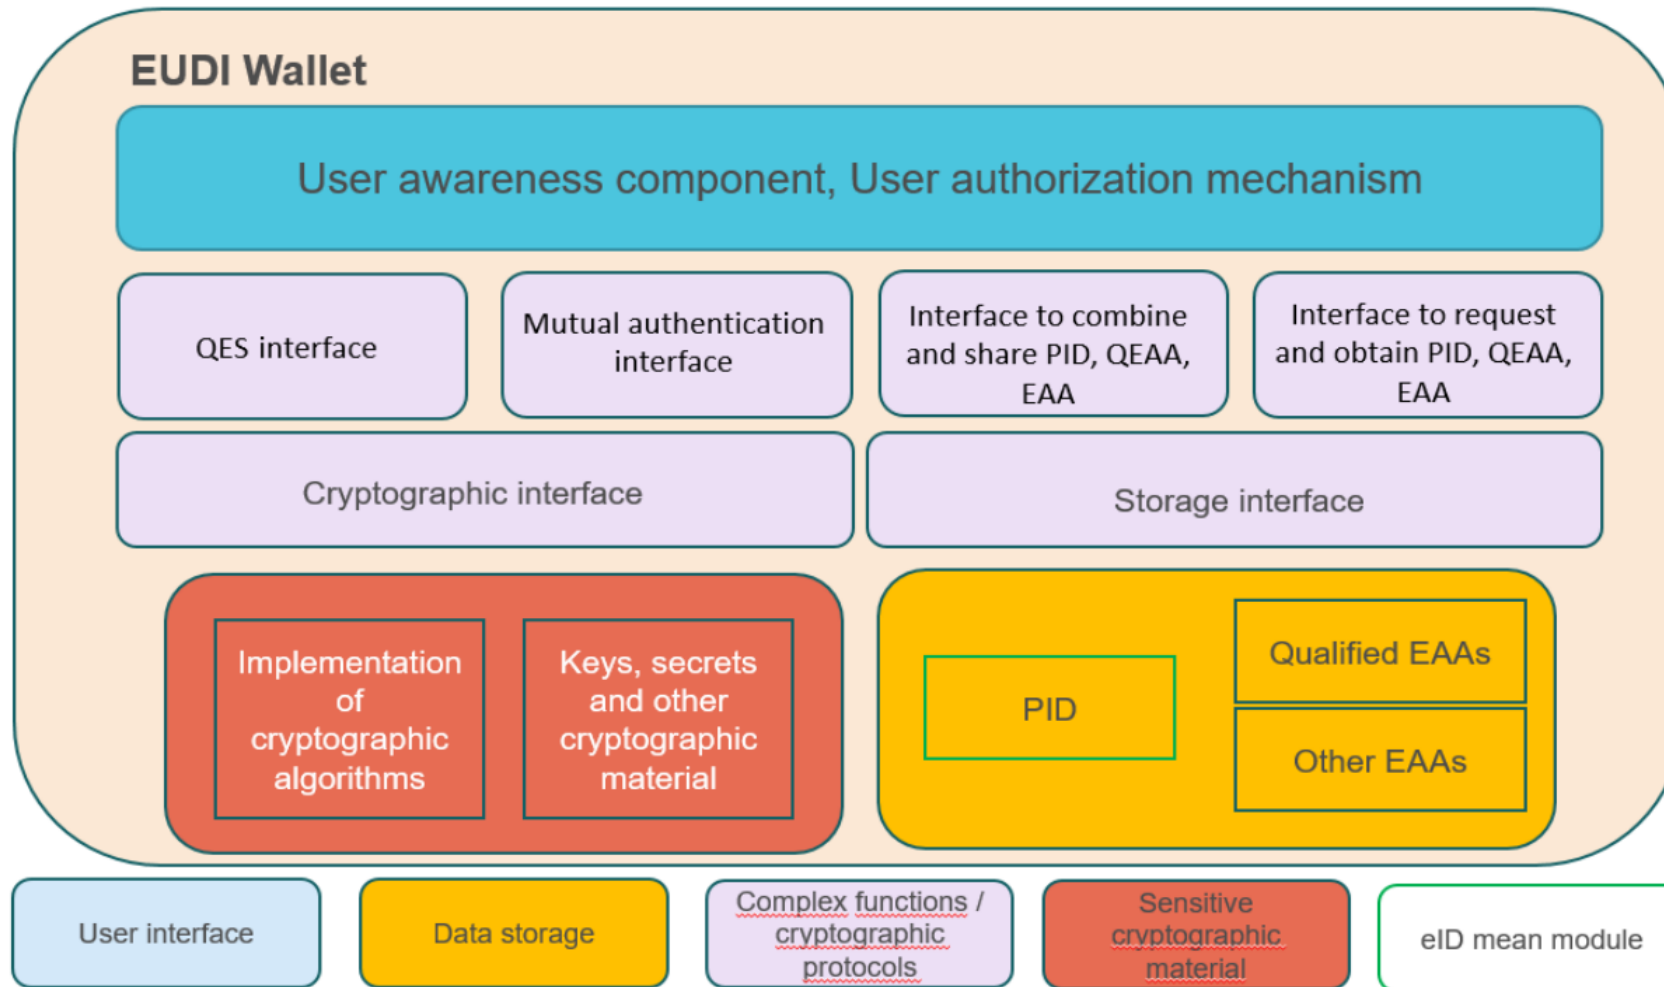 EUDI Wallet
User awareness component, User authorization mechanism
QES interface
Mutual authentication
interface
Interface to combine
and share PID, QEAA,
EAA
Interface to request
and obtain PID, QEAA,
EAA
Cryptographic interface
Storage interface
Implementation
of
cryptographic
algorithms
Keys, secrets
and other
cryptographic
material
PID
Qualified EAAs
Other EAAs
User interface
Data storage
Complex functions /
cryptographic
protocols
Sensitive
cryptographic
material
eID mean module